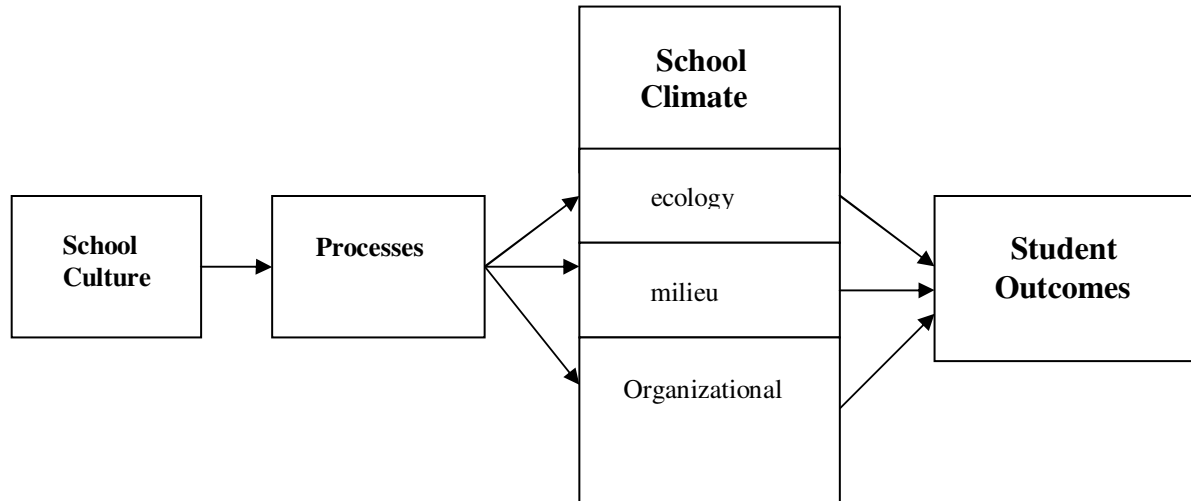 School
Culture
Processes
School
Climate
ecology
milieu
Organizational
Student
Outcomes